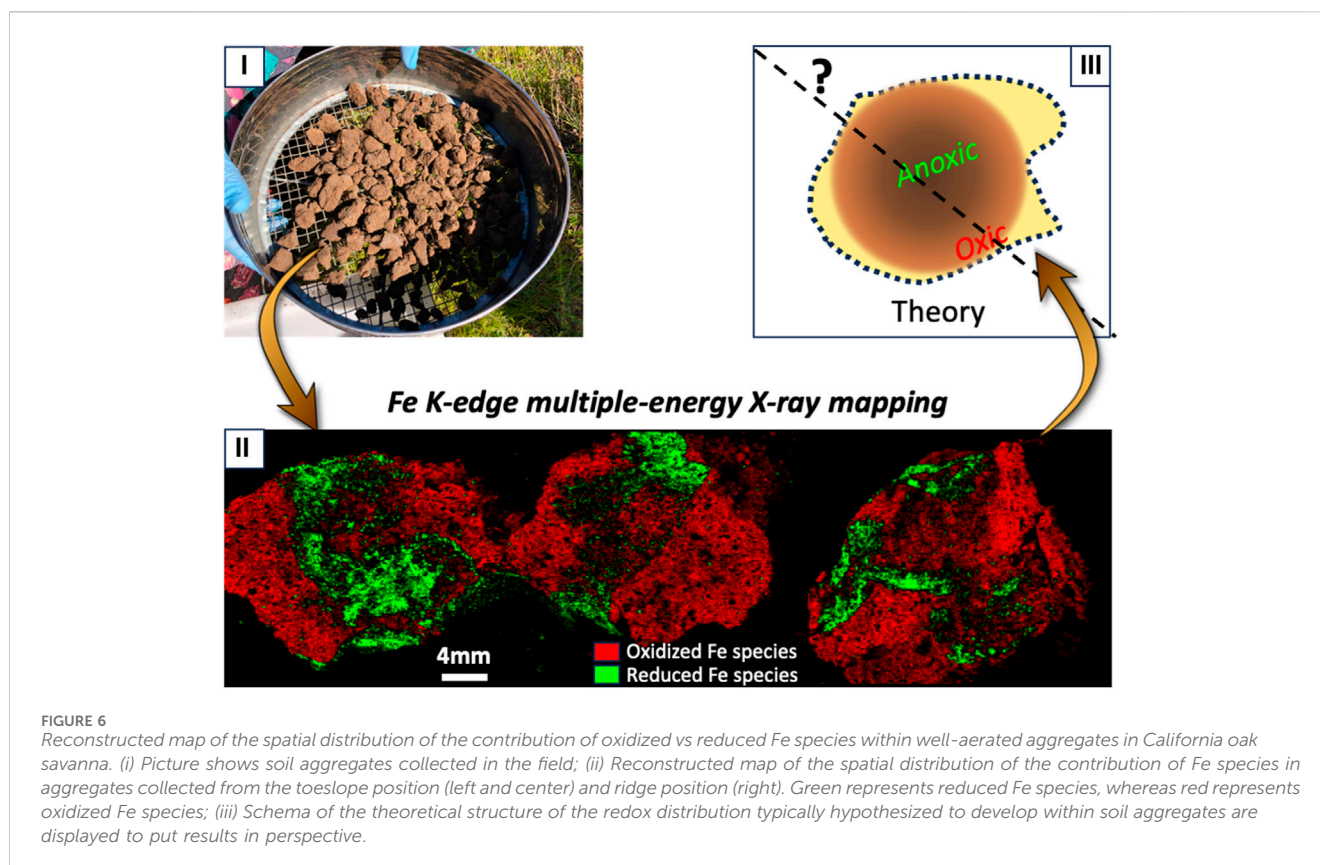 I
III
?
Anoxic
Oxic
Theory
Fe K-edge multiple-energy X-ray mapping
II
4mm
Oxidized Fe species
Reduced Fe species
FIGURE 6
Reconstructed map of the spatial distribution of the contribution of oxidized vs reduced Fe species within well-aerated aggregates in California oak
savanna. (i) Picture shows soil aggregates collected in the field; (ii) Reconstructed map of the spatial distribution of the contribution of Fe species in
aggregates collected from the toeslope position (left and center) and ridge position (right). Green represents reduced Fe species, whereas red represents
oxidized Fe species; (iii) Schema of the theoretical structure of the redox distribution typically hypothesized to develop within soil aggregates are
displayed to put results in perspective.